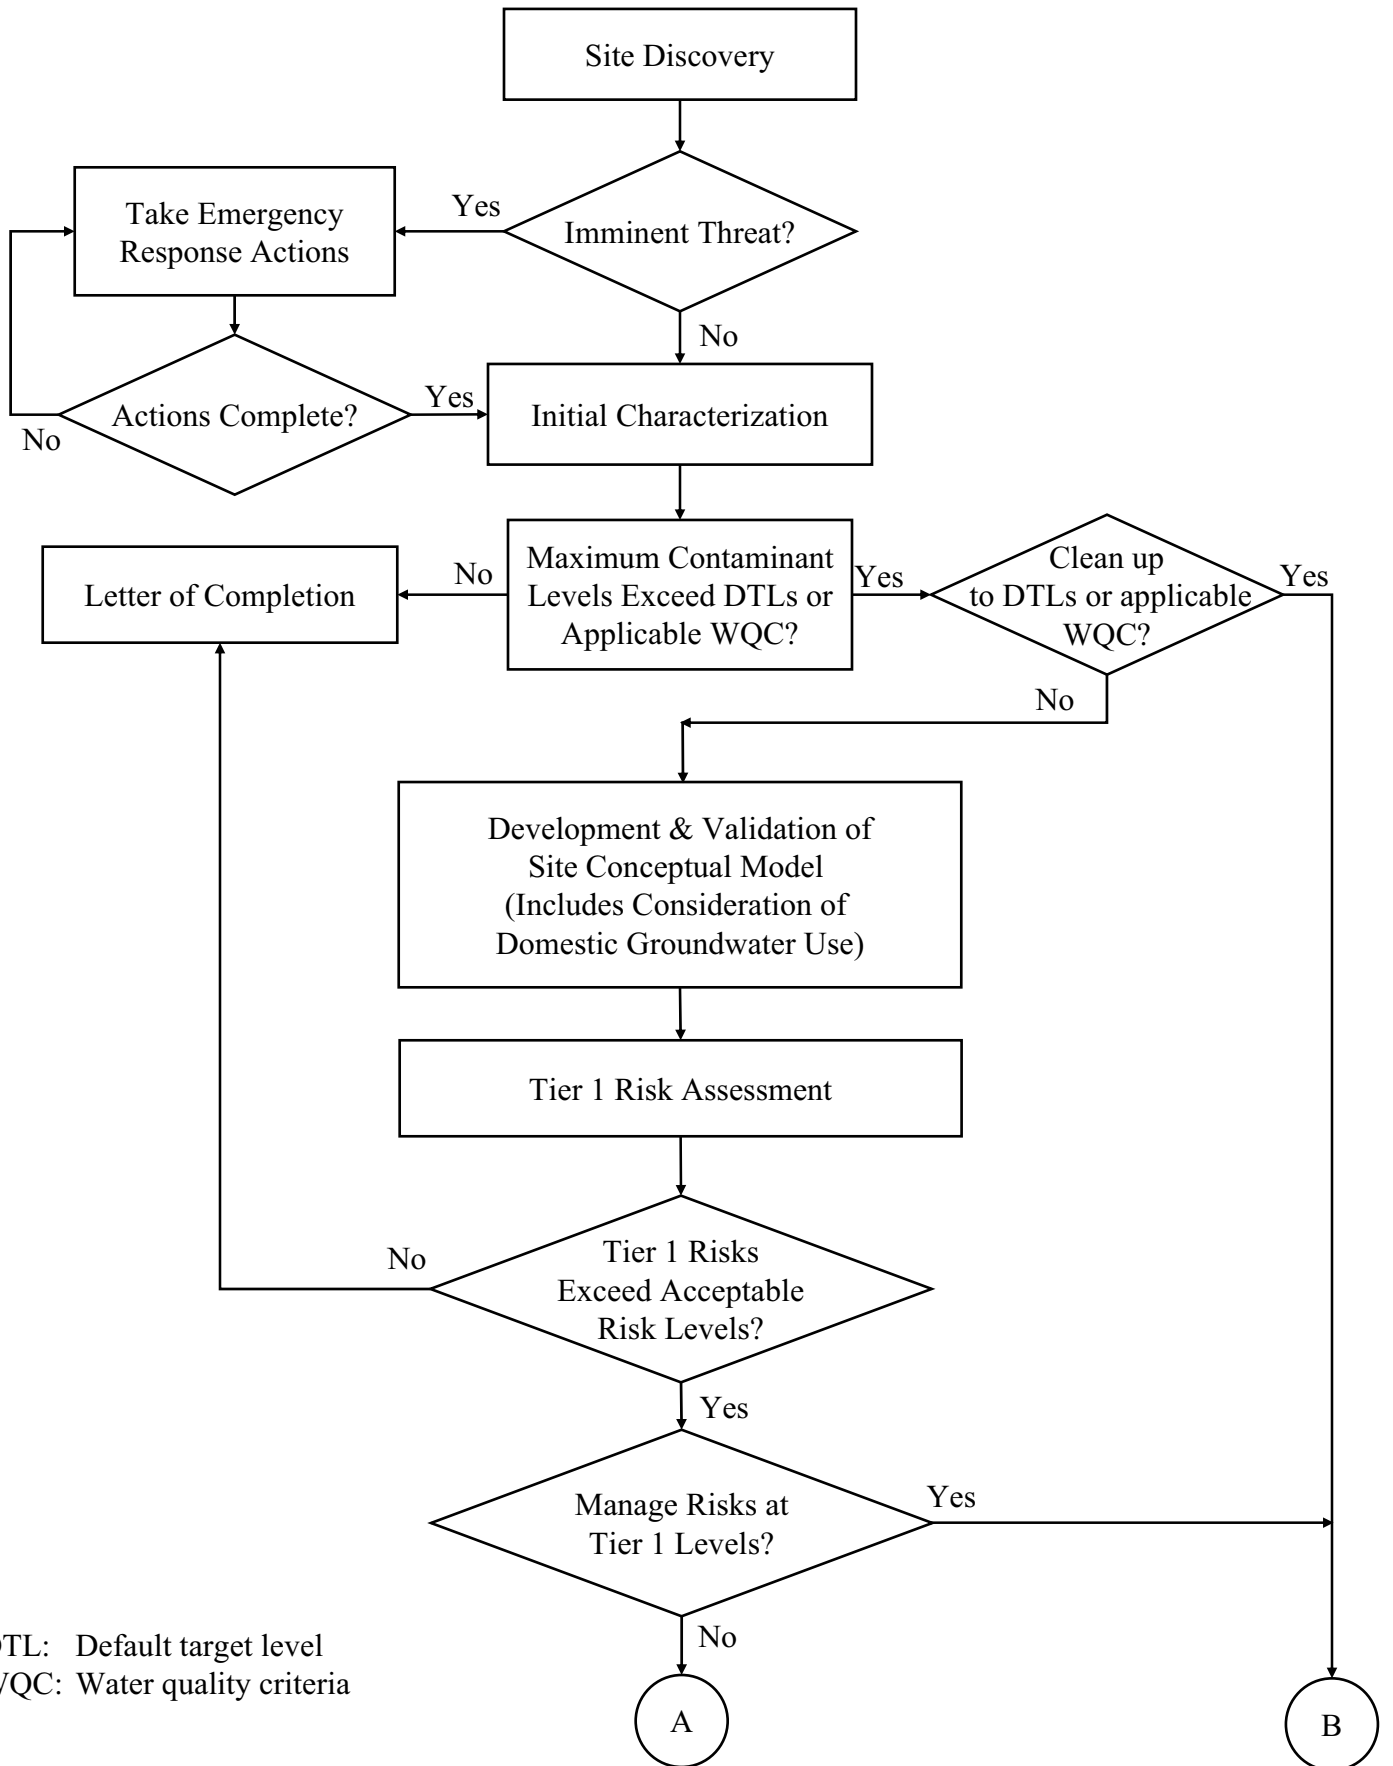 Site Discovery
Imminent Threat?
Yes
Take Emergency
Response Actions
No
Actions Complete?
No
Yes
Initial Characterization
Maximum Contaminant
Levels Exceed DTLs or
Applicable WQC?
No
Letter of Completion
Yes
Clean up
to DTLs or applicable
WQC?
Yes
No
Development & Validation of
Site Conceptual Model
(Includes Consideration of
Domestic Groundwater Use)
Tier 1 Risk Assessment
Tier 1 Risks
Exceed Acceptable
Risk Levels?
No
Yes
Manage Risks at
Tier 1 Levels?
Yes
No
A
B
DTL: Default target level
WQC: Water quality criteria